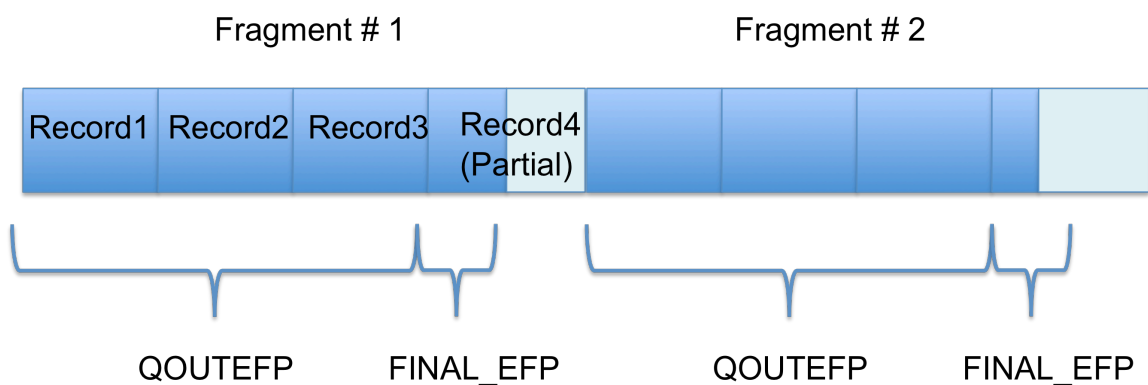 Fragment # 1
Fragment # 2
Record1
Record2
Record3
Record4
(Partial)
QOUTEFP
FINAL_EFP
QOUTEFP
FINAL_EFP